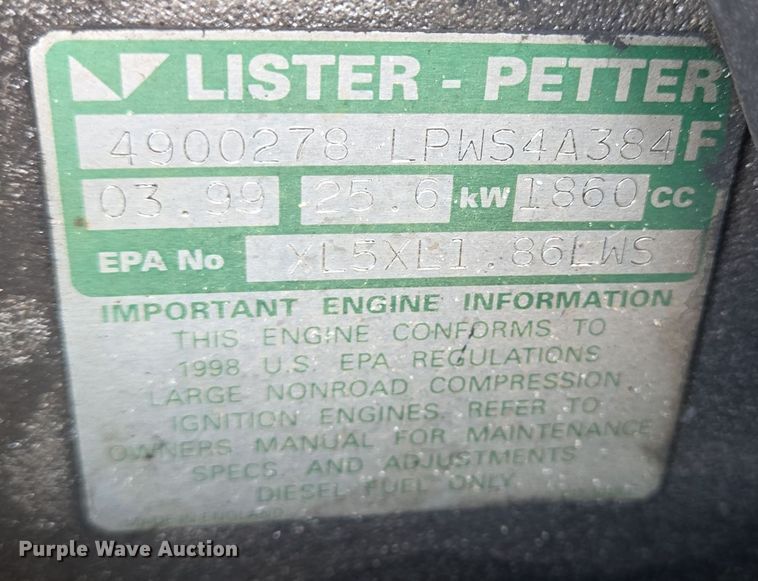 LISTER - PETTER
4900278 LPWS4A384 F
03.99 25.6 kW 1860 CC
EPA No XL5XL1.86LWS
IMPORTANT ENGINE INFORMATION
THIS ENGINE CONFORMS TO
1998 U.S. EPA REGULATIONS
LARGE NONROAD COMPRESSION
IGNITION ENGINES. REFER TO
OWNERS MANUAL FOR MAINTENANCE
SPECS. AND ADJUSTMENTS
DIESEL FUEL ONLY
Purple Wave Auction